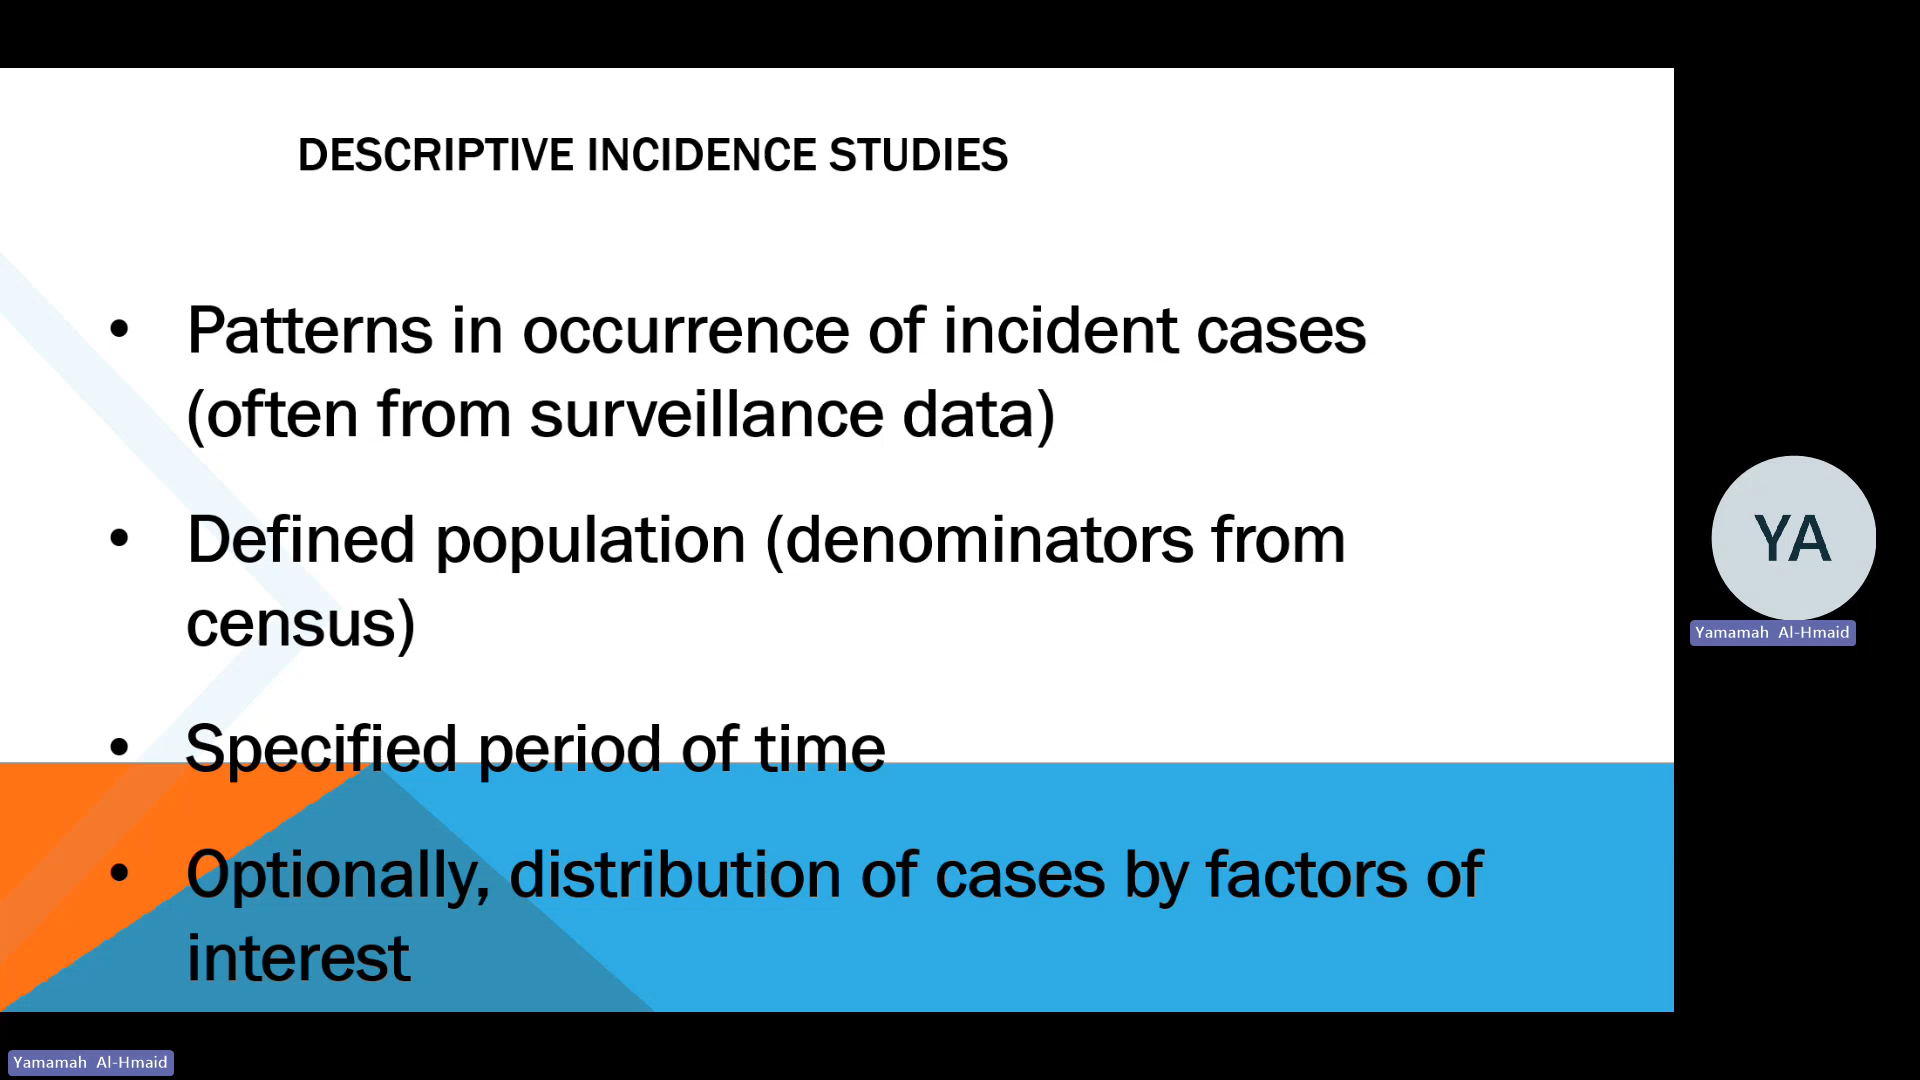 DESCRIPTIVE INCIDENCE STUDIES
• Patterns in occurrence of incident cases
(often from surveillance data)
• Defined population (denominators from
census)
• Specified period of time
• Optionally, distribution of cases by factors of
interest
YA
Yamamah Al-Hmaid
Yamamah Al-Hmaid